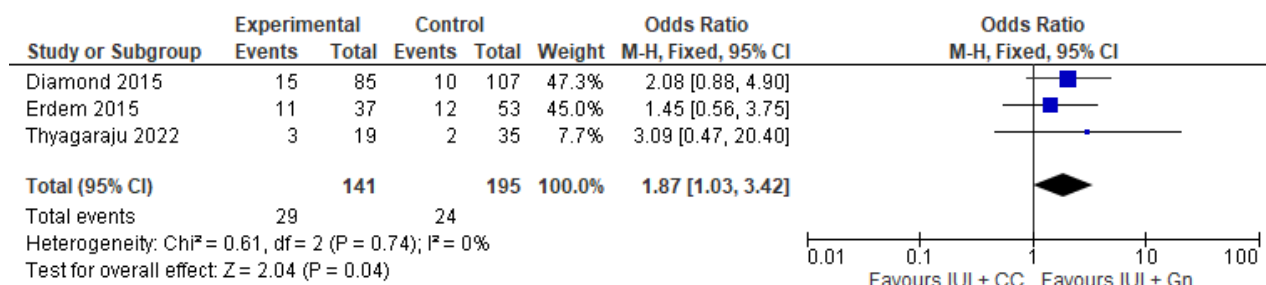 Experimental Control Odds Ratio Odds Ratio
Study or Subgroup Events Total Events Total Weight M-H, Fixed, 95% CI M-H, Fixed, 95% CI
Diamond 2015 15 85 10 107 47.3% 2.08 [0.88, 4.90]
Erdem 2015 11 37 12 53 45.0% 1.45 [0.56, 3.75]
Thyagaraju 2022 3 19 2 35 7.7% 3.09 [0.47, 20.40]
Total (95% CI) 141 195 100.0% 1.87 [1.03, 3.42]
Total events 29 24
Heterogeneity: Chi² = 0.61, df = 2 (P = 0.74); I² = 0%
Test for overall effect: Z = 2.04 (P = 0.04)
0.01 0.1 1 10 100
Favours IUI + CC Favours IUI + Gn